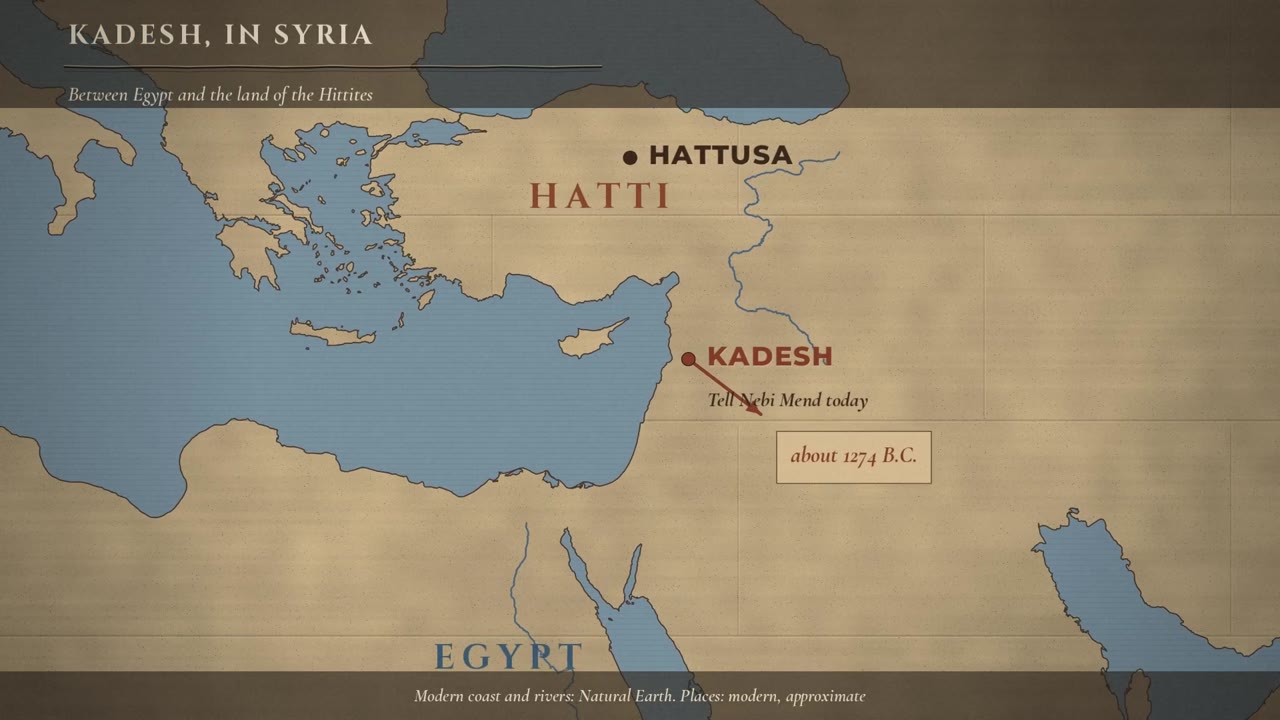 KADESH, IN SYRIA
Between Egypt and the land of the Hittites
HATTUSA
HATTI
KADESH
Tell Nebi Mend today
about 1274 B.C.
EGYPT
Modern coast and rivers: Natural Earth. Places: modern, approximate